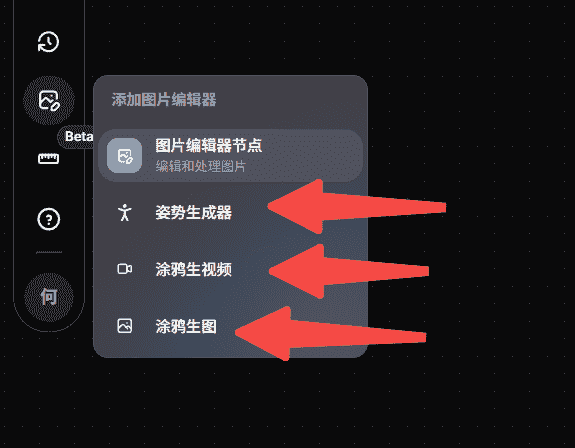 添加图片编辑器
Beta
图片编辑器节点
编辑和处理图片
姿势生成器
涂鸦生视频
涂鸦生图
何